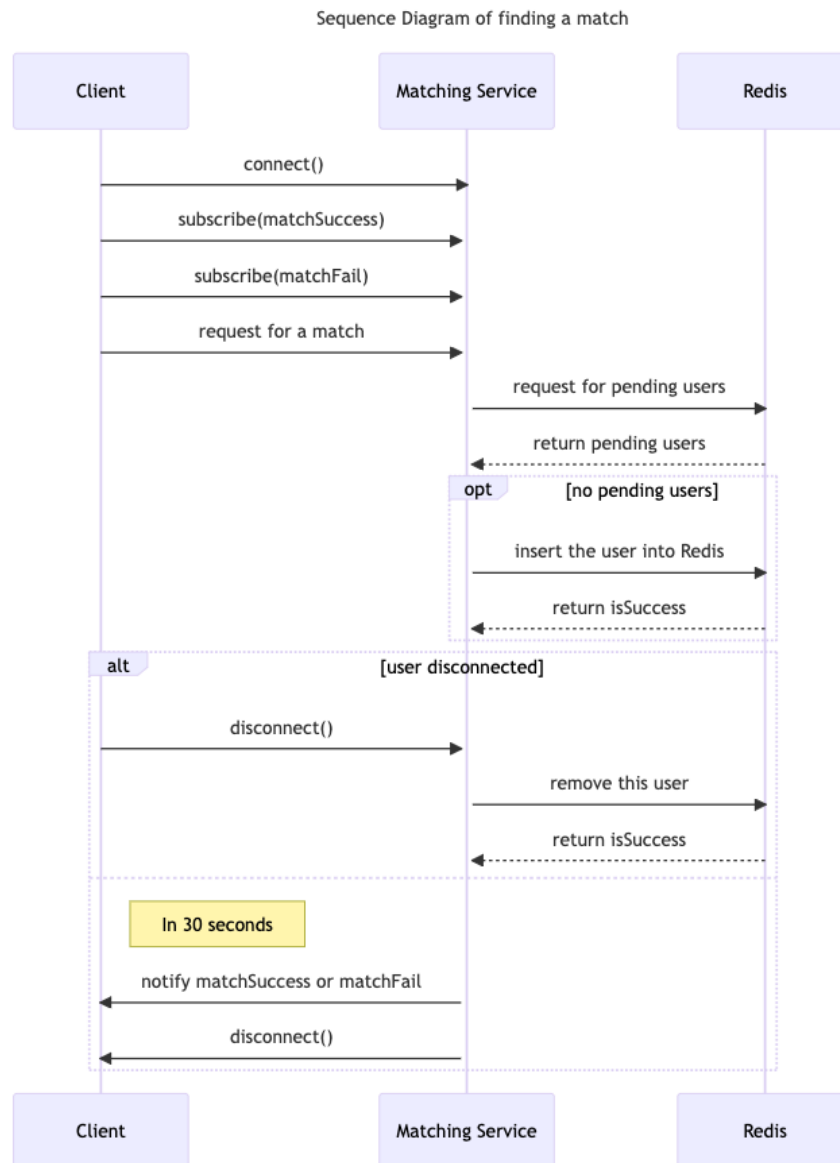 Sequence Diagram of finding a match
Client
Matching Service
Redis
connect()
subscribe(matchSuccess)
subscribe(matchFail)
request for a match
request for pending users
return pending users
opt
[no pending users]
insert the user into Redis
return isSuccess
alt
[user disconnected]
disconnect()
remove this user
return isSuccess
In 30 seconds
notify matchSuccess or matchFail
disconnect()
Client
Matching Service
Redis